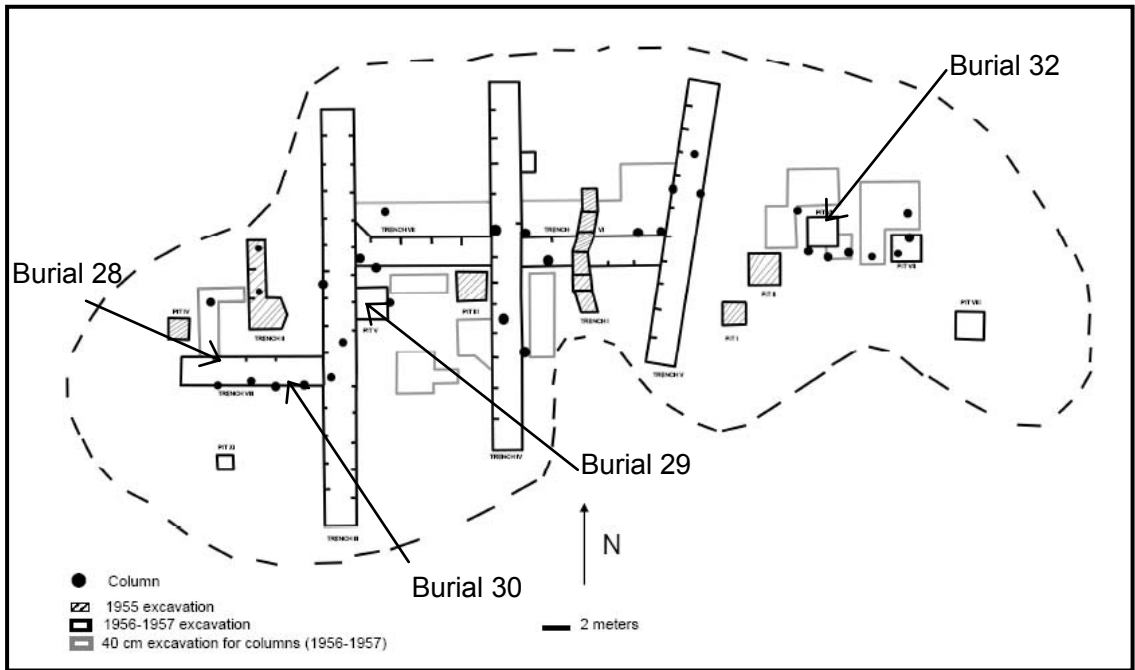 Burial 32
TRENCH VII
TRENCH
VI
Burial 28
PIT VII
PIT IV
PIT III
PIT II
PIT VIII
TRENCH I
PIT V
PIT I
TRENCH II
TRENCH V
TRENCH VIII
PIT XI
TRENCH IV
Burial 29
N
TRENCH III
Burial 30
Column
1955 excavation
1956-1957 excavation
40 cm excavation for columns (1956-1957)
2 meters